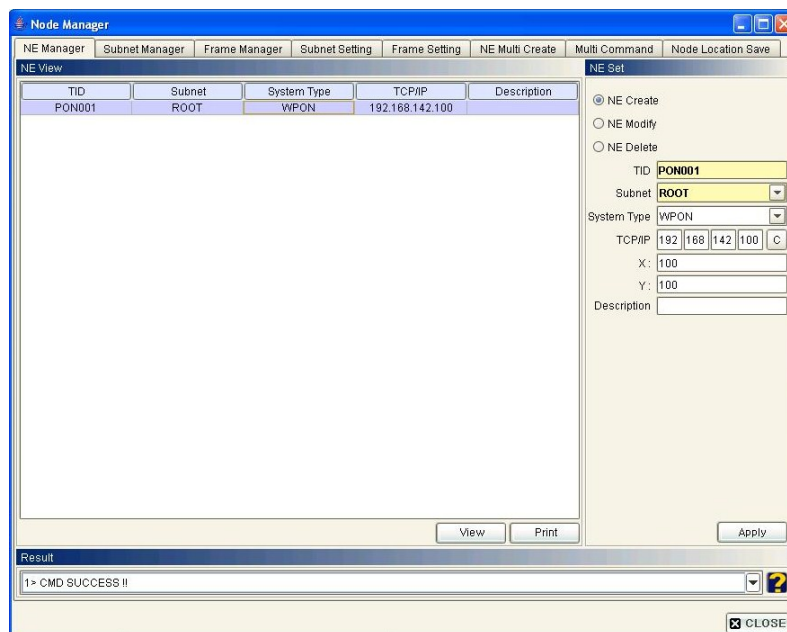 Node Manager
NE Manager Subnet Manager Frame Manager Subnet Setting Frame Setting NE Multi Create Multi Command Node Location Save
NE View
TID Subnet System Type TCP/IP Description
PON001 ROOT WPON 192.168.142.100
View Print
NE Set
NE Create
NE Modify
NE Delete
TID PON001
Subnet ROOT
System Type WPON
TCP/IP 192 168 142 100 C
X : 100
Y : 100
Description
Apply
Result
1> CMD SUCCESS !!
?
CLOSE